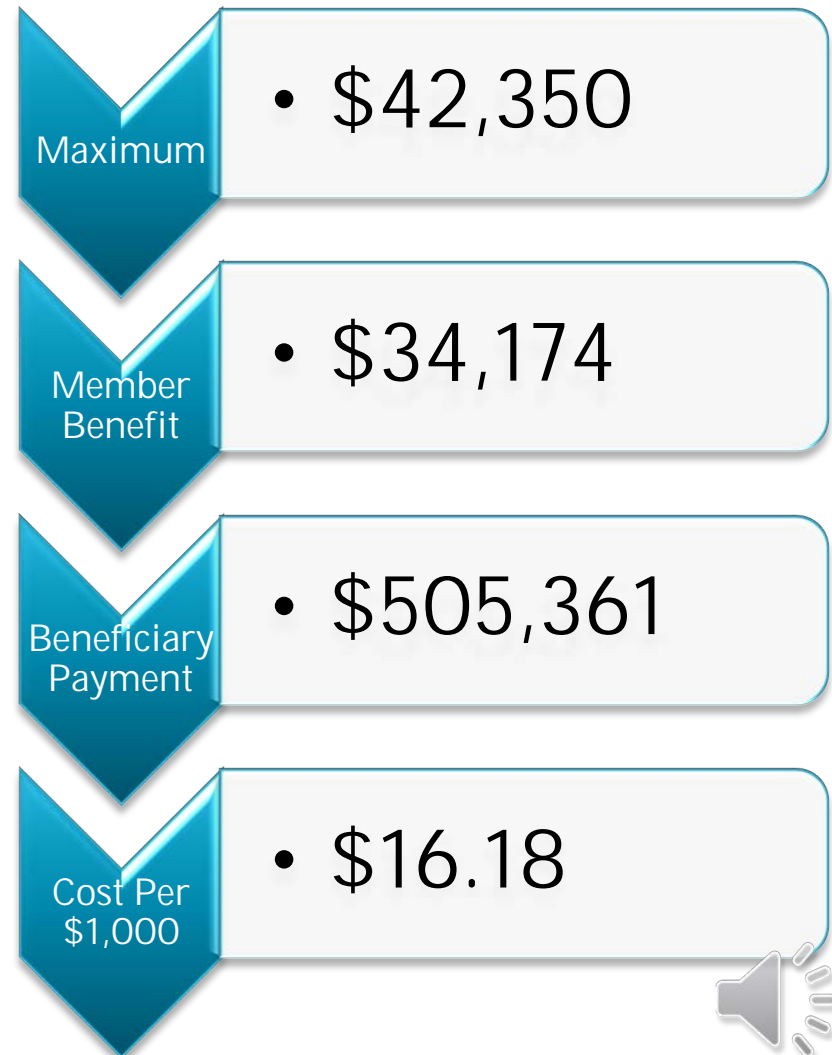 Maximum
• $42,350
Member
Benefit
• $34,174
Beneficiary
Payment
• $505,361
Cost Per
$1,000
• $16.18